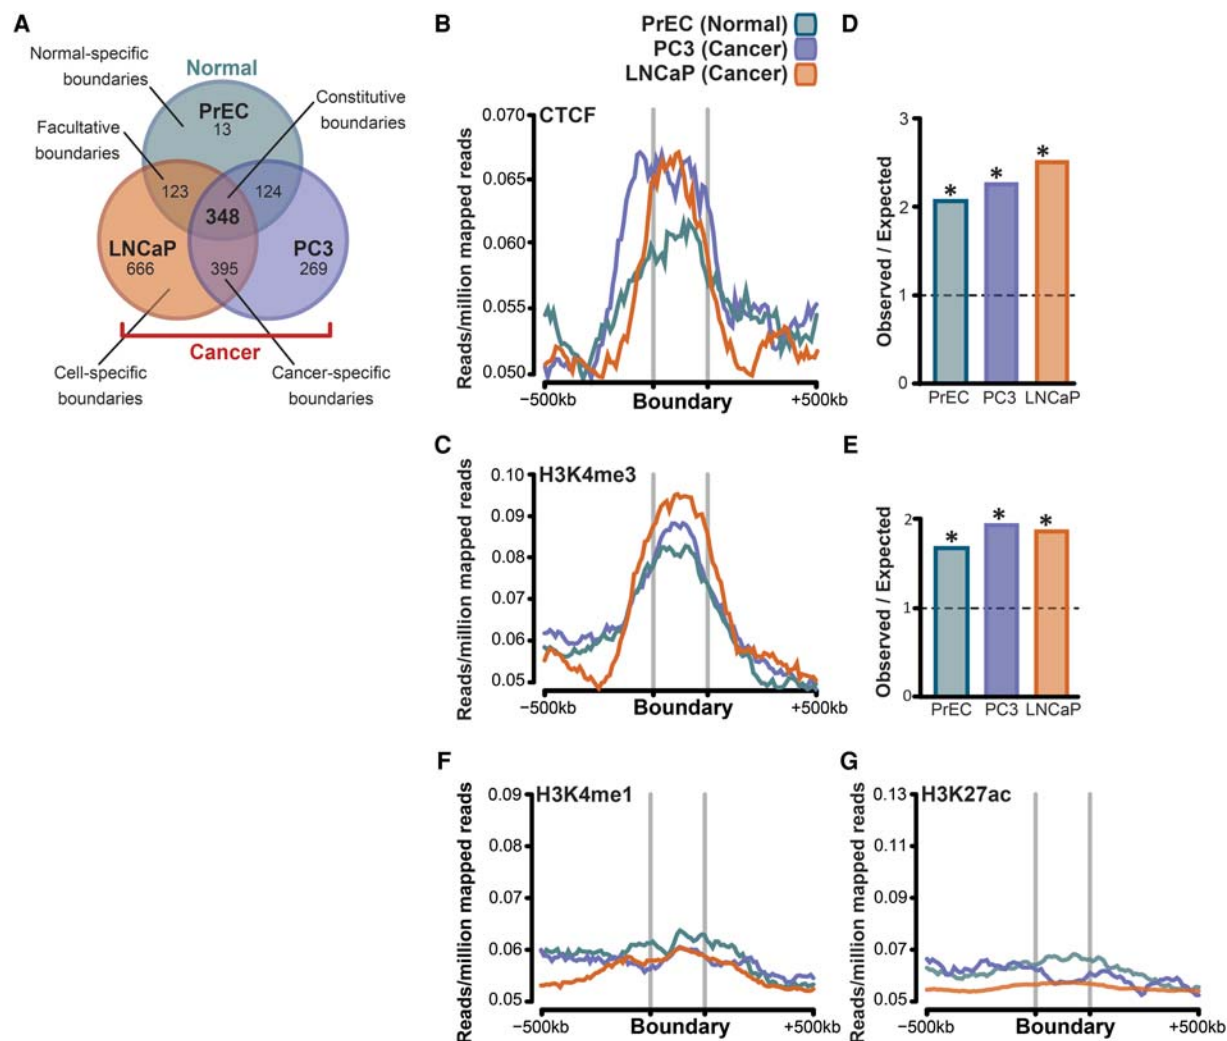 A
Normal-specific
boundaries
Normal
PrEC
13
Constitutive
boundaries
Facultative
boundaries
123
124
348
LNCaP
666
PC3
269
395
Cancer
Cell-specific
boundaries
Cancer-specific
boundaries
B
PrEC (Normal)
PC3 (Cancer)
LNCaP (Cancer)
CTCF
Reads/million mapped reads
0.070
0.065
0.060
0.055
0.050
−500kb
Boundary
+500kb
D
Observed / Expected
3
2
1
0
*
*
*
PrEC
PC3
LNCaP
C
H3K4me3
Reads/million mapped reads
0.10
0.09
0.08
0.07
0.06
0.05
−500kb
Boundary
+500kb
E
Observed / Expected
2
1
0
*
*
*
PrEC
PC3
LNCaP
F
H3K4me1
Reads/million mapped reads
0.09
0.08
0.07
0.06
0.05
−500kb
Boundary
+500kb
G
H3K27ac
Reads/million mapped reads
0.13
0.11
0.09
0.07
0.05
−500kb
Boundary
+500kb